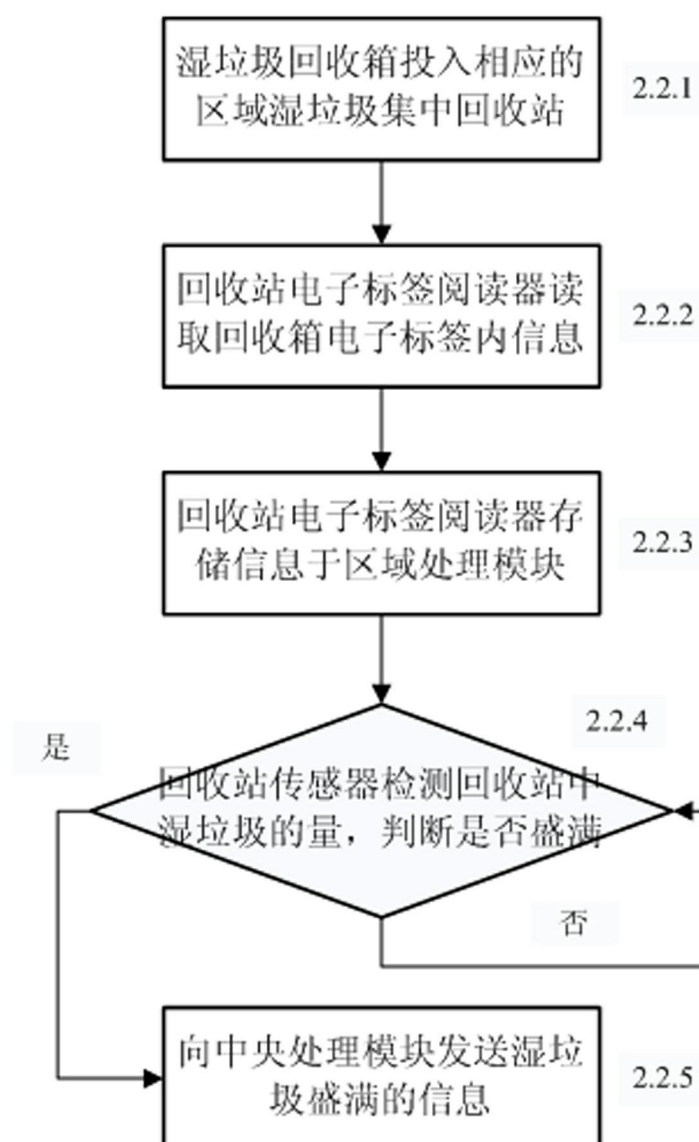 湿垃圾回收箱投入相应的
区域湿垃圾集中回收站
2.2.1
回收站电子标签阅读器读
取回收箱电子标签内信息
2.2.2
回收站电子标签阅读器存
储信息于区域处理模块
2.2.3
2.2.4
是
回收站传感器检测回收站中
湿垃圾的量，判断是否盛满
否
向中央处理模块发送湿垃
圾盛满的信息
2.2.5